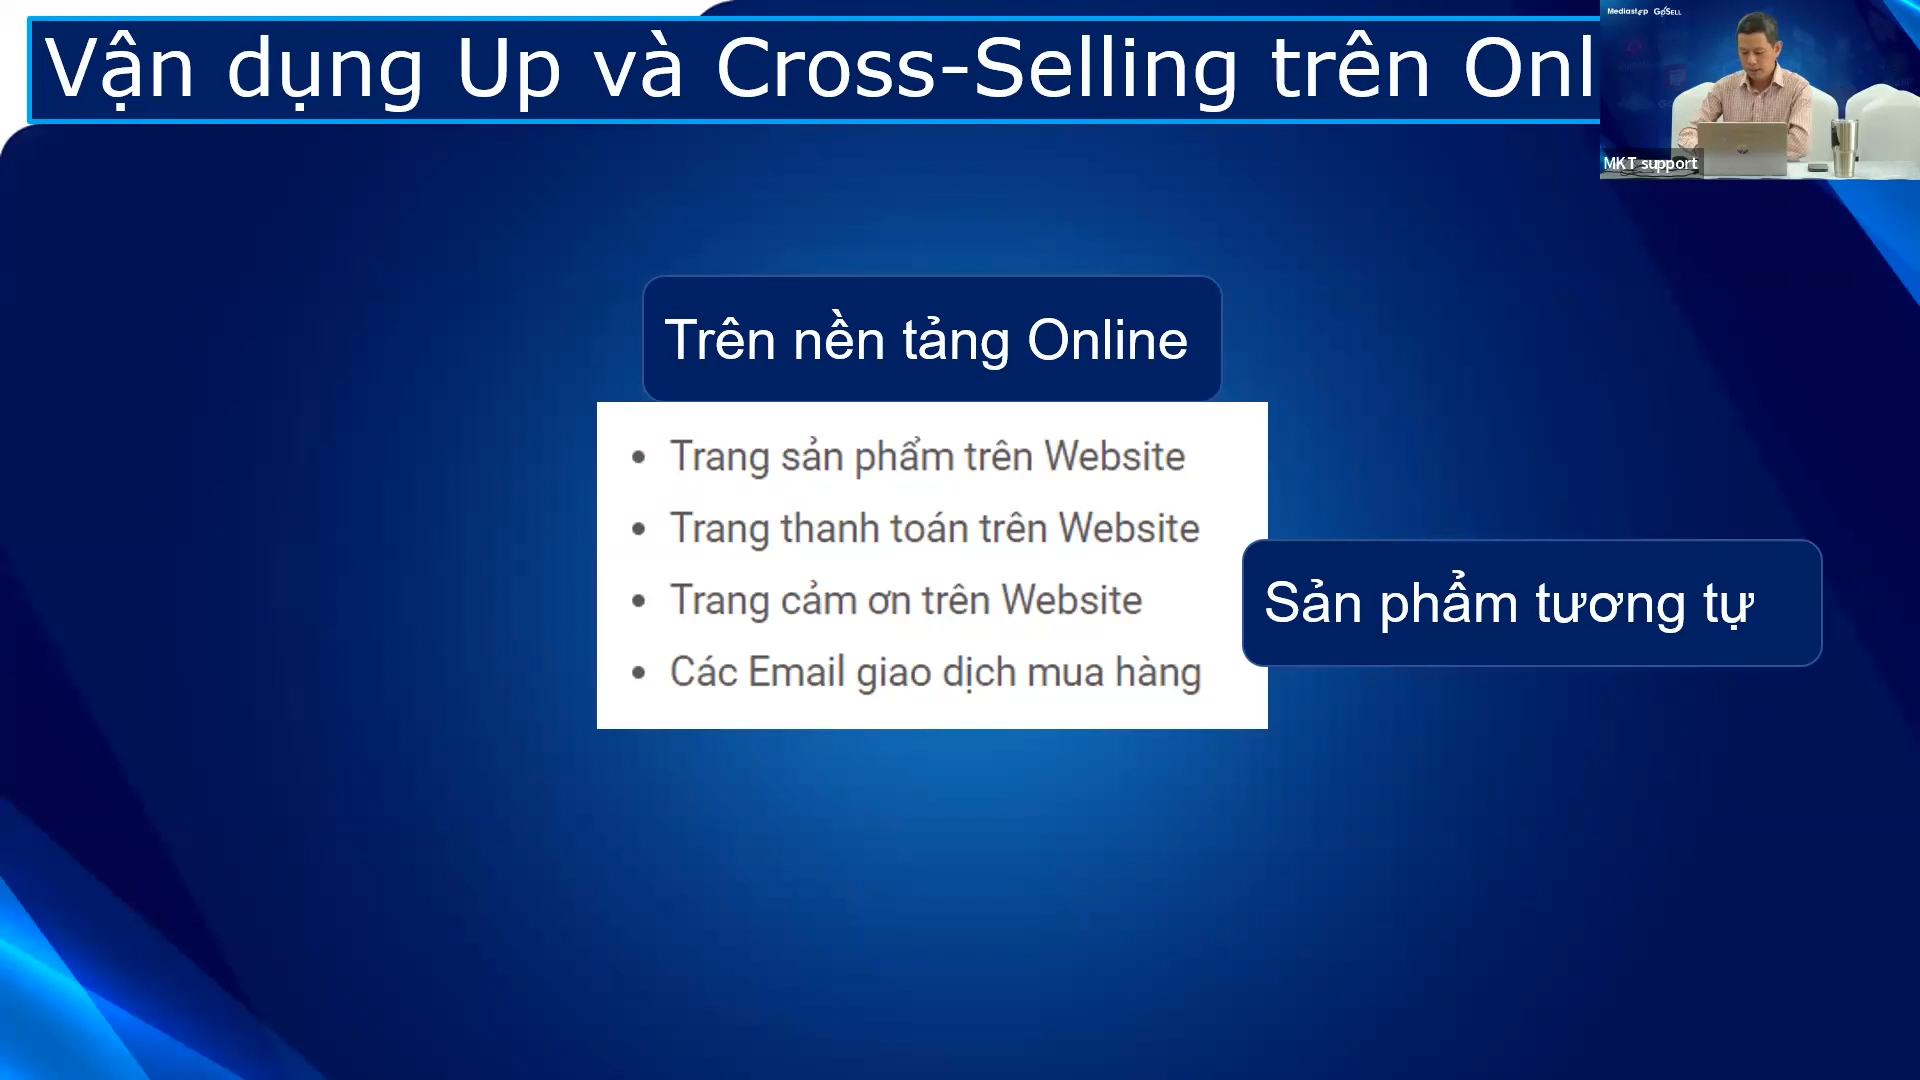 Vận dụng Up và Cross-Selling trên Onl
Mediastep GoSELL
MKT support
Trên nền tảng Online
• Trang sản phẩm trên Website
• Trang thanh toán trên Website
• Trang cảm ơn trên Website
• Các Email giao dịch mua hàng
Sản phẩm tương tự